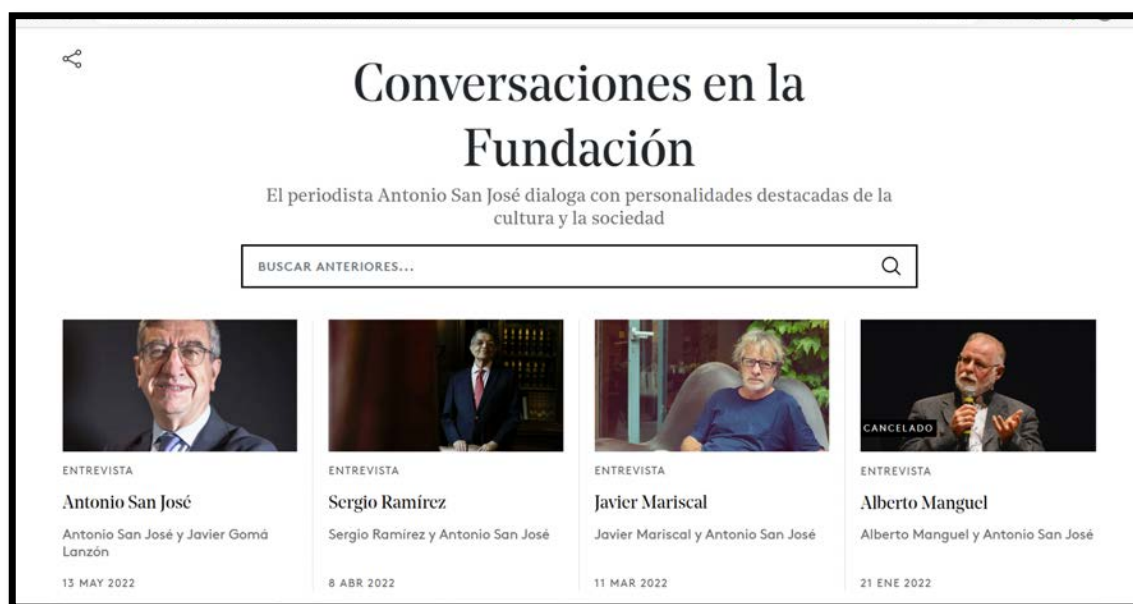 Conversaciones en la
Fundación
El periodista Antonio San José dialoga con personalidades destacadas de la
cultura y la sociedad
BUSCAR ANTERIORES...
CANCELADO
ENTREVISTA
Antonio San José
Antonio San José y Javier Gomá
Lanzón
13 MAY 2022
ENTREVISTA
Sergio Ramírez
Sergio Ramírez y Antonio San José
8 ABR 2022
ENTREVISTA
Javier Mariscal
Javier Mariscal y Antonio San José
11 MAR 2022
ENTREVISTA
Alberto Manguel
Alberto Manguel y Antonio San José
21 ENE 2022